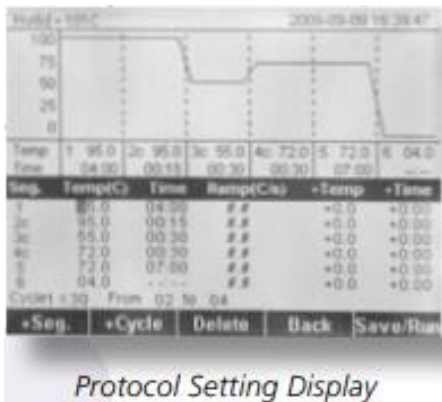 Hotlid = 105C 2009-09-09 16:39:47
100
75
50
25
0
Temp 1 95.0 2c 95.0 3c 55.0 4c 72.0 5 72.0 6 04.0
Time 04:00 00:15 00:30 00:30 07:00 --:--
Seg. Temp(C) Time Ramp(C/s) +Temp +Time
1 95.0 04:00 #.# +0.0 +0:00
2c 95.0 00:15 #.# +0.0 +0:00
3c 55.0 00:30 #.# +0.0 +0:00
4c 72.0 00:30 #.# +0.0 +0:00
5 72.0 07:00 #.# +0.0 +0:00
6 04.0 --:-- #.# +0.0 +0:00
Cycle1 =30 From 02 to 04
+Seg. +Cycle Delete Back Save/Run
Protocol Setting Display